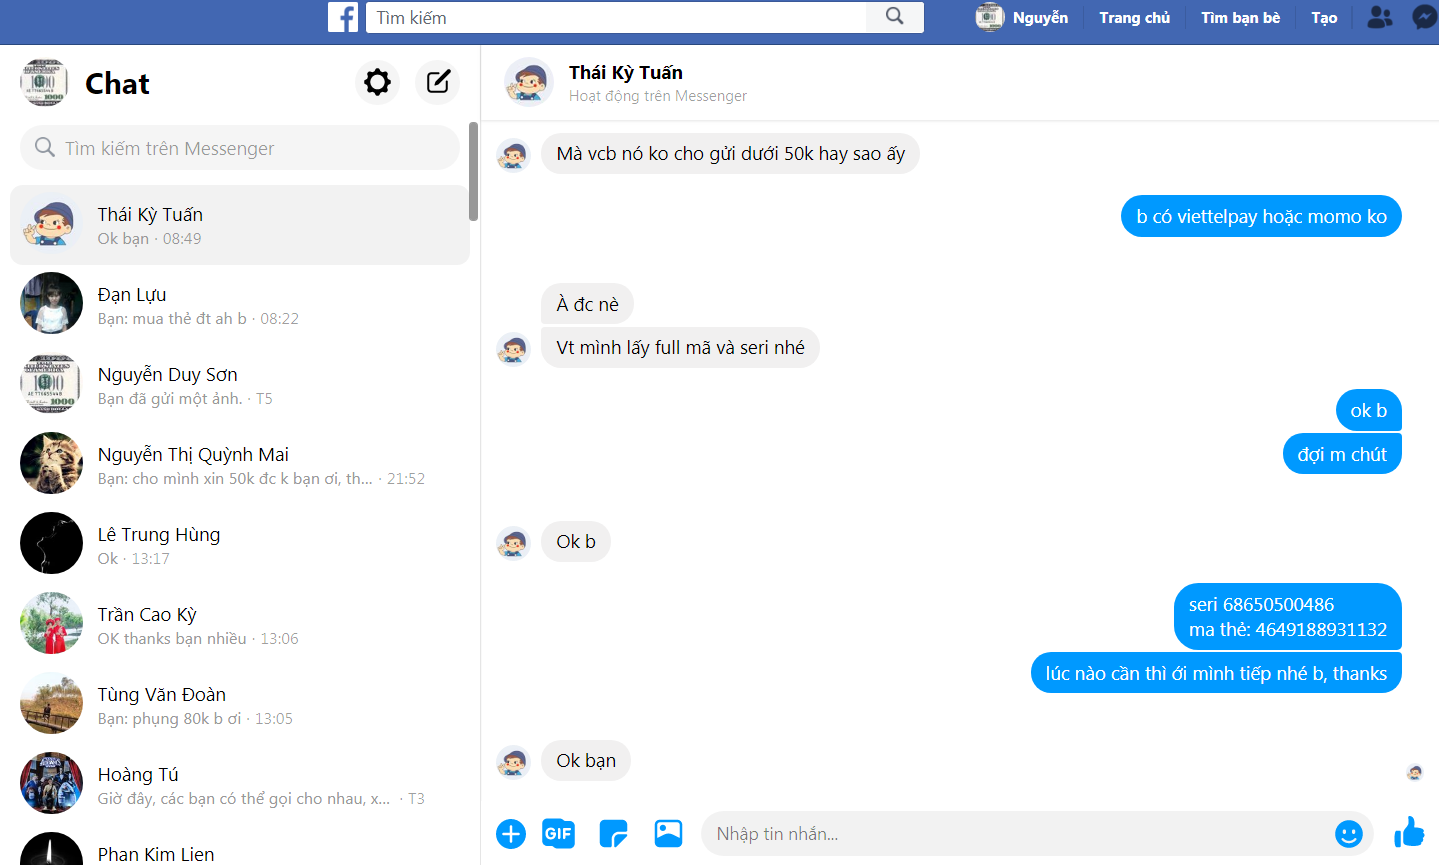 Tìm kiếm
Nguyễn
Trang chủ
Tìm bạn bè
Tạo
Chat
Tìm kiếm trên Messenger
Thái Kỳ Tuấn
Ok bạn · 08:49
Đạn Lựu
Bạn: mua thẻ đt ah b · 08:22
Nguyễn Duy Sơn
Bạn đã gửi một ảnh. · T5
Nguyễn Thị Quỳnh Mai
Bạn: cho mình xin 50k đc k bạn ơi, th... · 21:52
Lê Trung Hùng
Ok · 13:17
Trần Cao Kỳ
OK thanks bạn nhiều · 13:06
Tùng Văn Đoàn
Bạn: phụng 80k b ơi · 13:05
Hoàng Tú
Giờ đây, các bạn có thể gọi cho nhau, x... · T3
Phan Kim Lien
Thái Kỳ Tuấn
Hoạt động trên Messenger
Mà vcb nó ko cho gửi dưới 50k hay sao ấy
b có viettelpay hoặc momo ko
À đc nè
Vt mình lấy full mã và seri nhé
ok b
đợi m chút
Ok b
seri 68650500486
ma thẻ: 4649188931132
lúc nào cần thì ới mình tiếp nhé b, thanks
Ok bạn
GIF
Nhập tin nhắn...